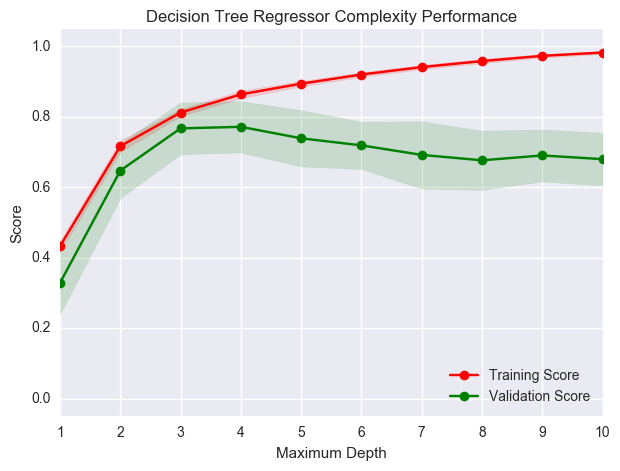 Decision Tree Regressor Complexity Performance
1.0
0.8
0.6
0.4
0.2
0.0
Score
1 2 3 4 5 6 7 8 9 10
Maximum Depth
Training Score
Validation Score